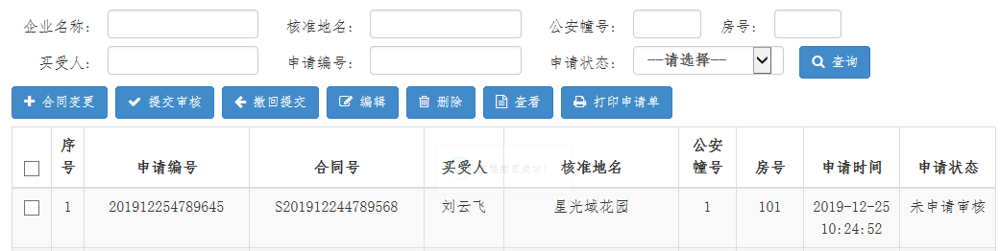 企业名称: 核准地名: 公安幢号: 房号:
买受人: 申请编号: 申请状态: --请选择-- 查询
合同变更 提交审核 撤回提交 编辑 删除 查看 打印申请单
序号 申请编号 合同号 买受人 核准地名 公安幢号 房号 申请时间 申请状态
1 201912254789645 S201912244789568 刘云飞 星光域花园 1 101 2019-12-25 未申请审核
10:24:52